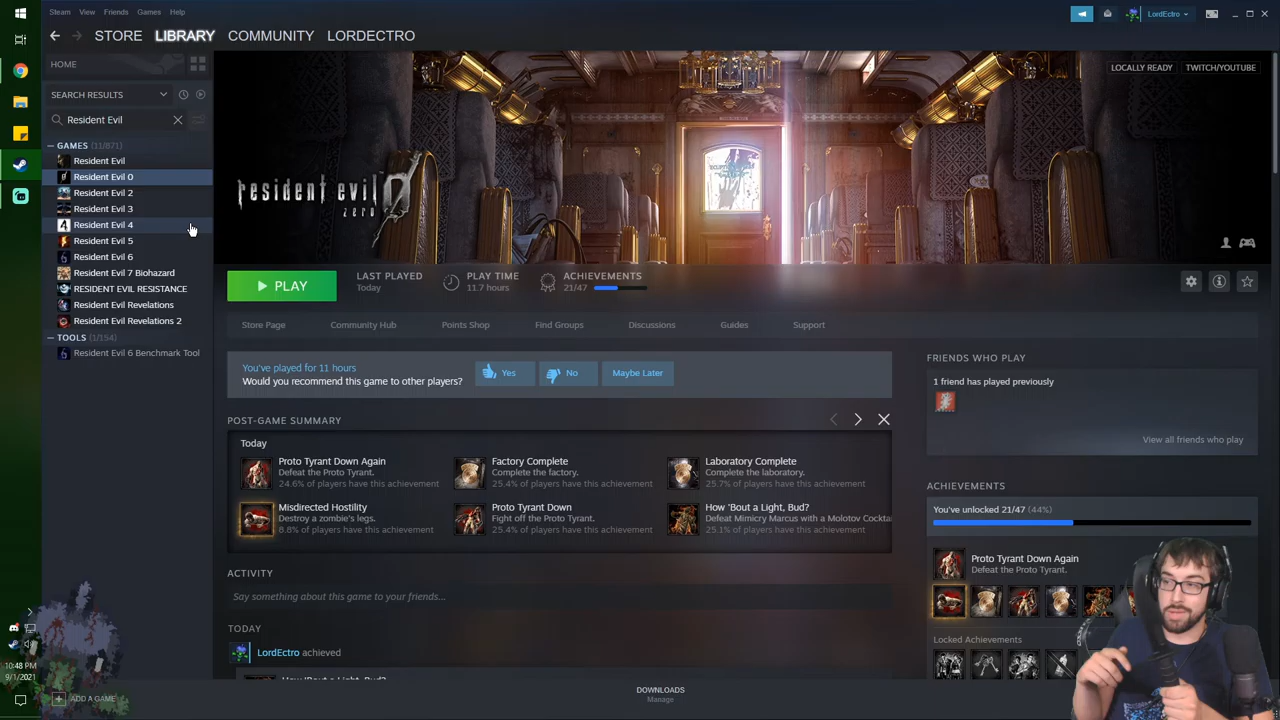 Steam View Friends Games Help
LordEctro
STORE LIBRARY COMMUNITY LORDECTRO
HOME
LOCALLY READY TWITCH/YOUTUBE
SEARCH RESULTS
Resident Evil
GAMES (11/871)
Resident Evil
Resident Evil 0
Resident Evil 2
Resident Evil 3
Resident Evil 4
Resident Evil 5
Resident Evil 6
Resident Evil 7 Biohazard
RESIDENT EVIL RESISTANCE
Resident Evil Revelations
Resident Evil Revelations 2
TOOLS (1/154)
Resident Evil 6 Benchmark Tool
resident evil 0
zero
PLAY
LAST PLAYED
Today
PLAY TIME
11.7 hours
ACHIEVEMENTS
21/47
Store Page Community Hub Points Shop Find Groups Discussions Guides Support
You've played for 11 hours
Would you recommend this game to other players?
Yes No Maybe Later
POST-GAME SUMMARY
Today
Proto Tyrant Down Again
Defeat the Proto Tyrant.
24.6% of players have this achievement
Factory Complete
Complete the factory.
25.4% of players have this achievement
Laboratory Complete
Complete the laboratory.
25.7% of players have this achievement
Misdirected Hostility
Destroy a zombie's legs.
8.8% of players have this achievement
Proto Tyrant Down
Fight off the Proto Tyrant.
25.4% of players have this achievement
How 'Bout a Light, Bud?
Defeat Mimicry Marcus with a Molotov Cockta
25.1% of players have this achievement
ACTIVITY
Say something about this game to your friends...
TODAY
LordEctro achieved
FRIENDS WHO PLAY
1 friend has played previously
View all friends who play
ACHIEVEMENTS
You've unlocked 21/47 (44%)
Proto Tyrant Down Again
Defeat the Proto Tyrant.
Locked Achievements
10:48 PM
9/1/2021
ADD A GAME
DOWNLOADS
Manage